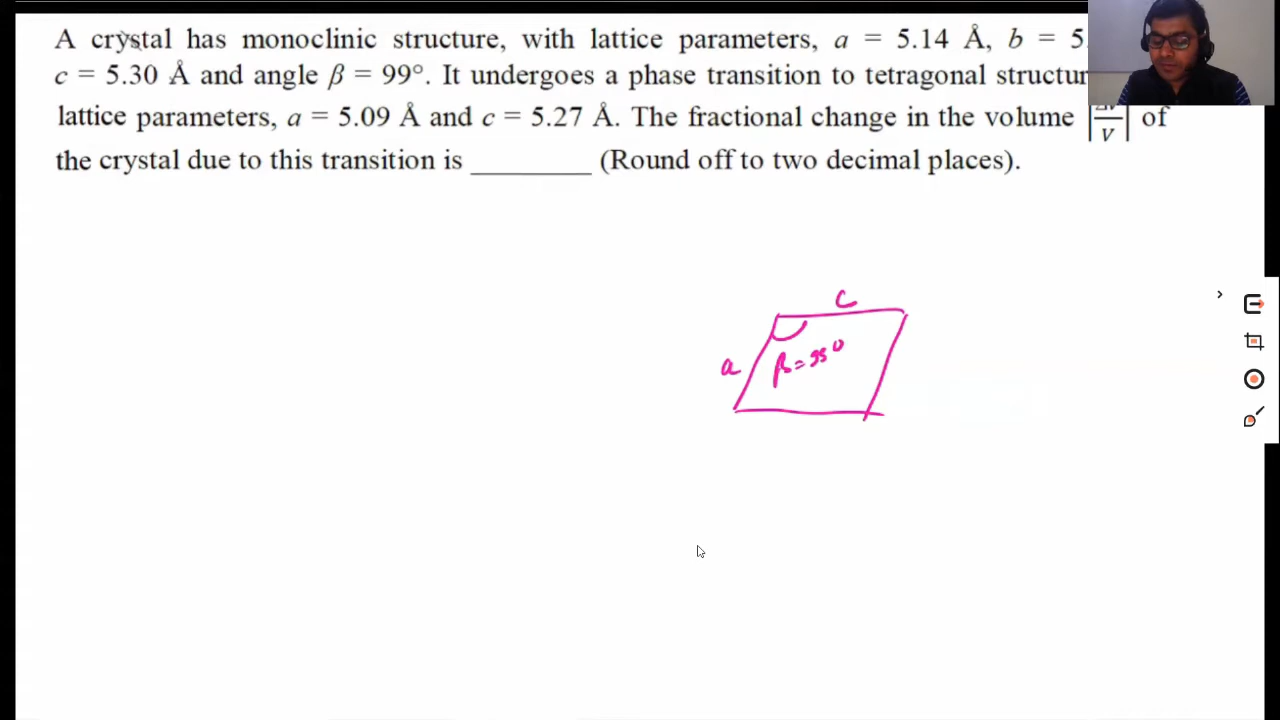 A crystal has monoclinic structure, with lattice parameters, a = 5.14 Å, b = 5.
c = 5.30 Å and angle β = 99°. It undergoes a phase transition to tetragonal
lattice parameters, a = 5.09 Å and c = 5.27 Å. The fractional change in the volume | /V| of
the crystal due to this transition is ________ (Round off to two decimal places).
c
a
β = 99°